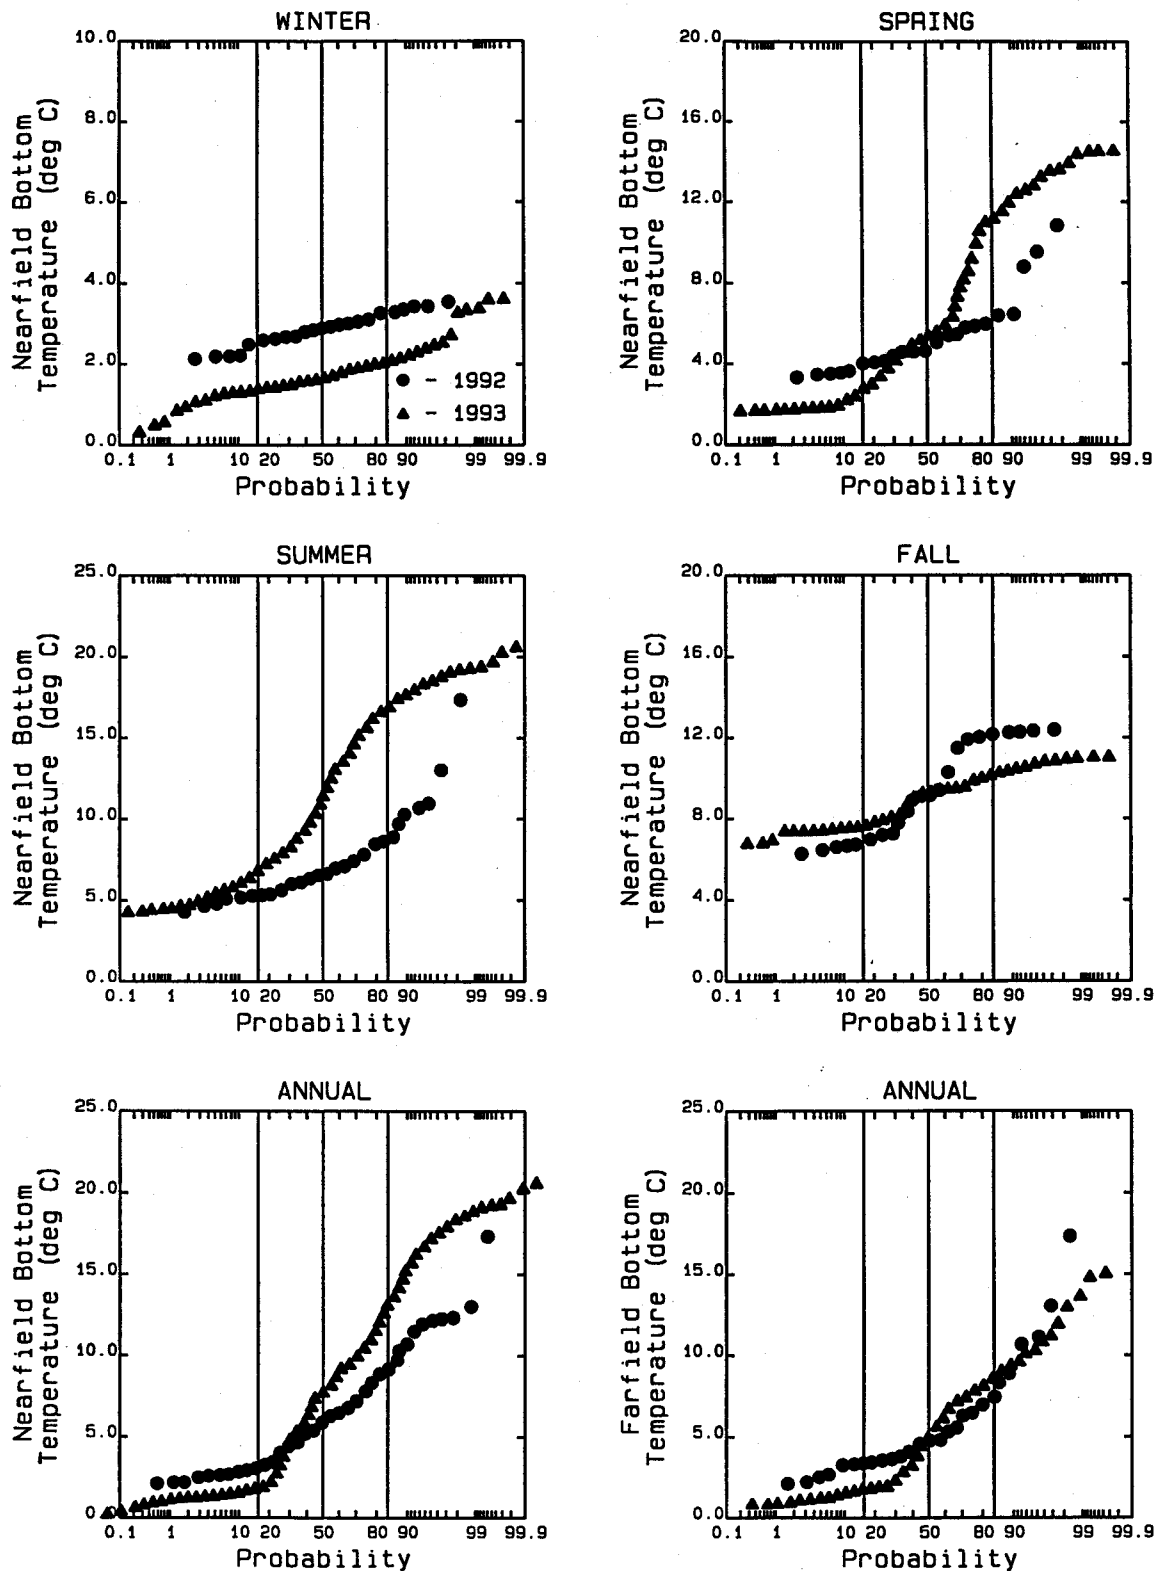 WINTER
10.0
8.0
6.0
4.0
2.0
0.0
Nearfield Bottom
Temperature (deg C)
● - 1992
▲ - 1993
0.1 1 10 20 50 80 90 99.9
Probability
SPRING
20.0
16.0
12.0
8.0
4.0
0.0
Nearfield Bottom
Temperature (deg C)
0.1 1 10 20 50 80 90 99 99.9
Probability
SUMMER
25.0
20.0
15.0
10.0
5.0
0.0
Nearfield Bottom
Temperature (deg C)
0.1 1 10 20 50 80 90 99.9
Probability
FALL
20.0
16.0
12.0
8.0
4.0
0.0
Nearfield Bottom
Temperature (deg C)
0.1 1 10 20 50 80 90 99 99.9
Probability
ANNUAL
25.0
20.0
15.0
10.0
5.0
Nearfield Bottom
Temperature (deg C)
0.1 1 10 20 50 80 90 99.9
Probability
ANNUAL
25.0
20.0
15.0
10.0
5.0
0.0
Farfield Bottom
Temperature (deg C)
0.1 1 10 20 50 80 90 99 99.9
Probability